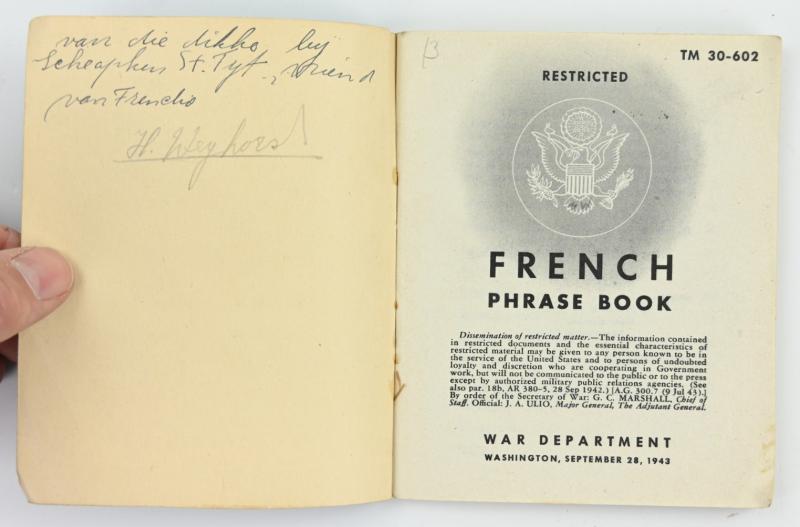 van die dikko bij
Scheapkens St. Tyt, vriend
van Frencho
H. Weyhorst
13
TM 30-602
RESTRICTED
FRENCH
PHRASE BOOK
Dissemination of restricted matter.—The information contained
in restricted documents and the essential characteristics of
restricted material may be given to any person known to be in
the service of the United States and to persons of undoubted
loyalty and discretion who are cooperating in Government
work, but will not be communicated to the public or to the press
except by authorized military public relations agencies. (See
also par. 18b, AR 380-5, 28 Sep 1942.) [A.G. 300.7 (9 Jul 43).]
By order of the Secretary of War: G. C. MARSHALL, Chief of
Staff. Official: J. A. ULIO, Major General, The Adjutant General.
WAR DEPARTMENT
WASHINGTON, SEPTEMBER 28, 1943